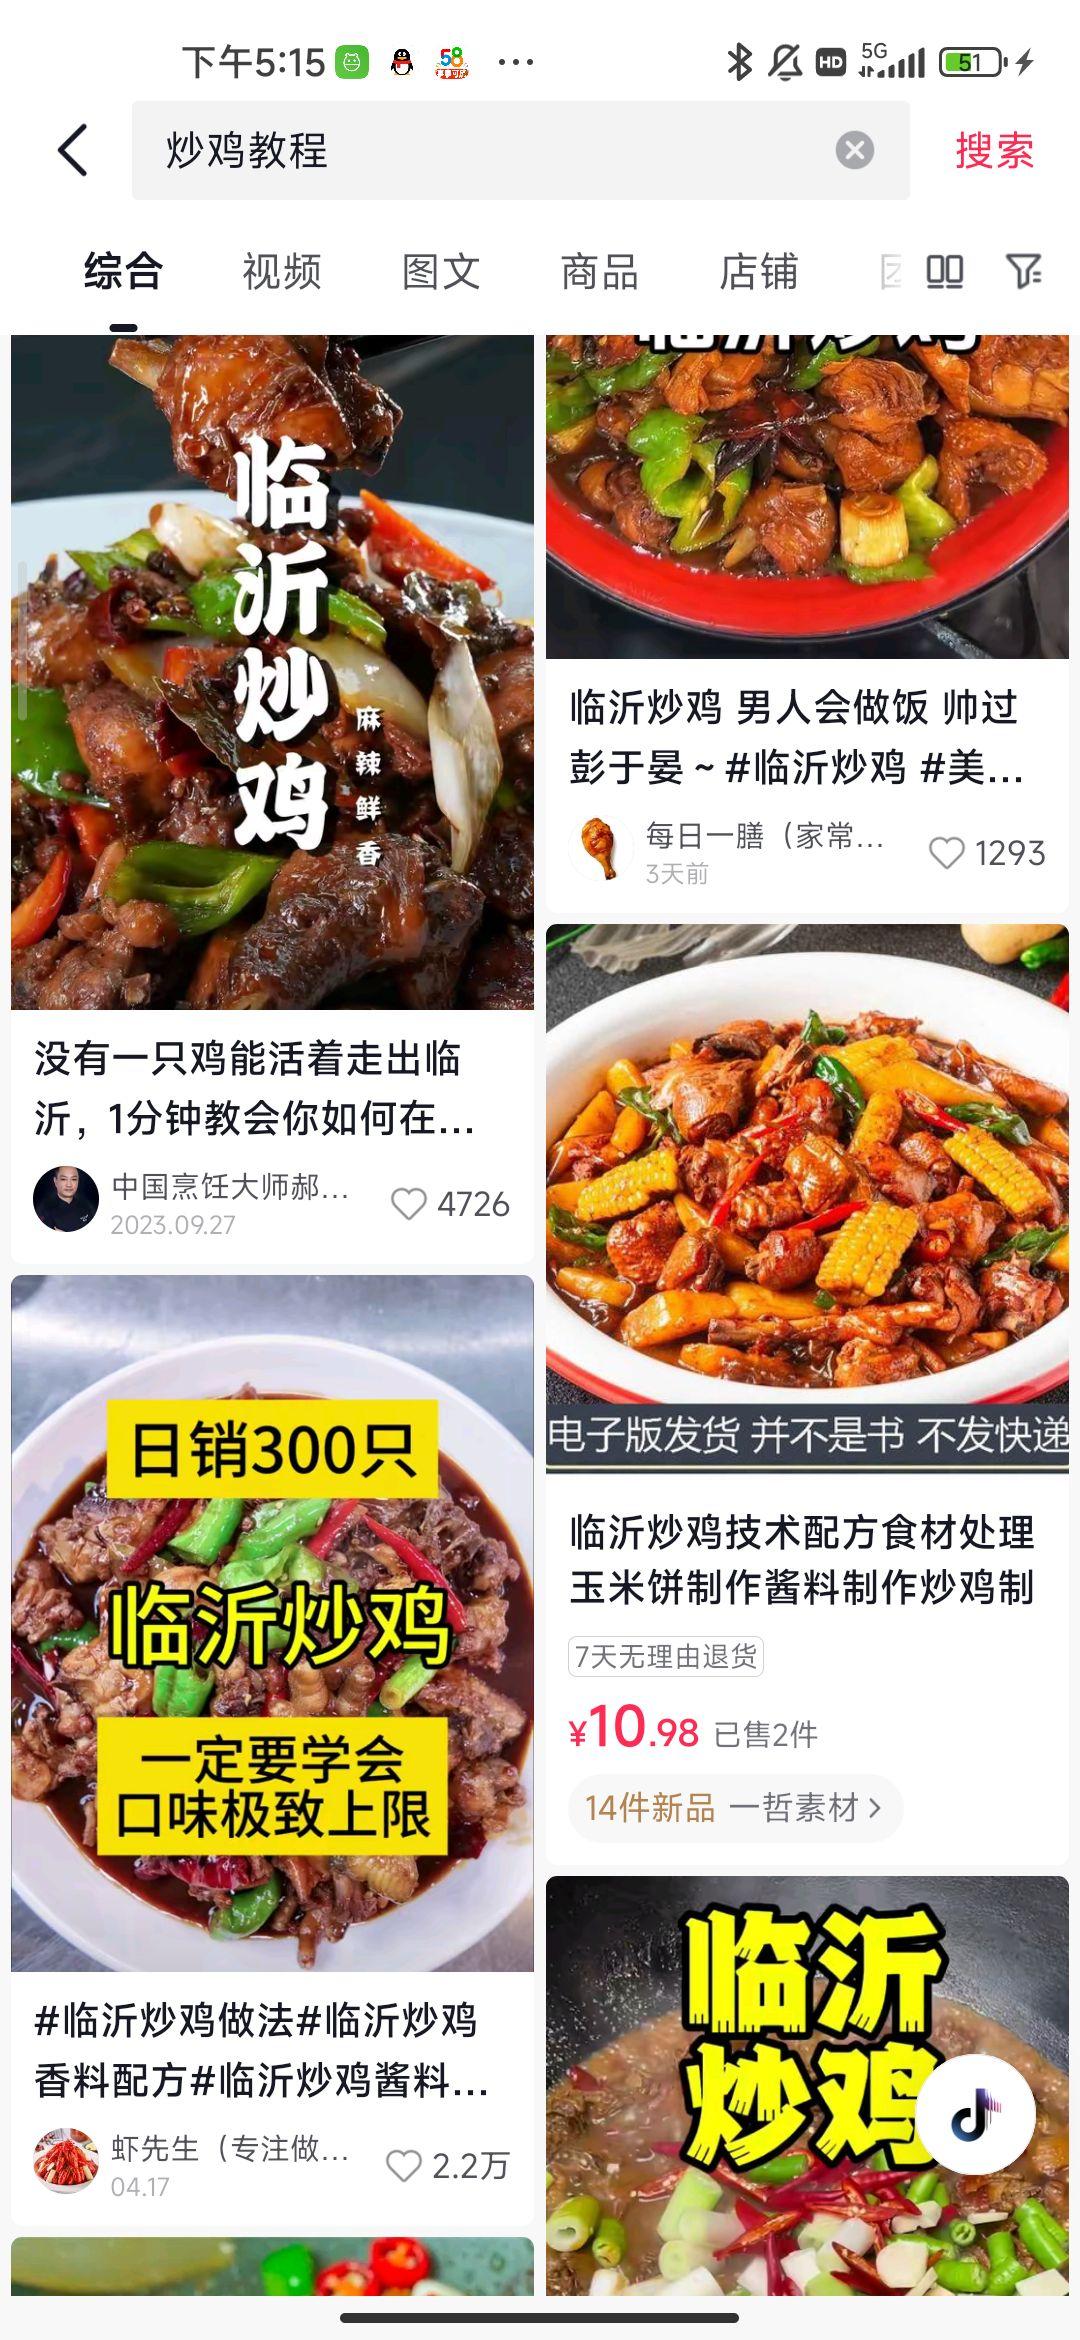 下午5:15
58
HD
5G
51
炒鸡教程
搜索
综合
视频
图文
商品
店铺
临沂炒鸡
麻辣鲜香
没有一只鸡能活着走出临
沂，1分钟教会你如何在...
中国烹饪大师郝...
2023.09.27
4726
日销300只
临沂炒鸡
一定要学会
口味极致上限
#临沂炒鸡做法#临沂炒鸡
香料配方#临沂炒鸡酱料...
虾先生（专注做...
04.17
2.2万
临沂炒鸡
临沂炒鸡 男人会做饭 帅过
彭于晏～#临沂炒鸡 #美...
每日一膳（家常...
3天前
1293
电子版发货 并不是书 不发快递
临沂炒鸡技术配方食材处理
玉米饼制作酱料制作炒鸡制
7天无理由退货
¥10.98 已售2件
14件新品 一哲素材
临沂
炒鸡